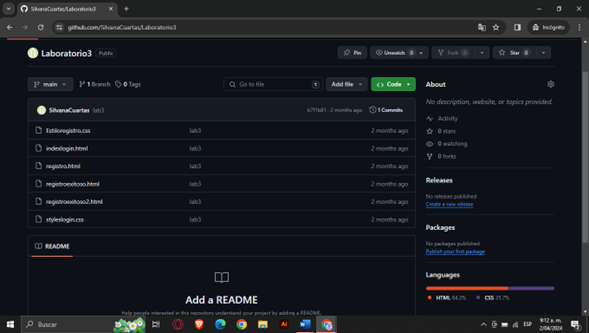 SilvanaCuartas/Laboratorio3
github.com/SilvanaCuartas/Laboratorio3
Incógnito
Laboratorio3 Public
Pin
Unwatch 0
Fork 0
Star 0
main
1 Branch
0 Tags
Go to file
Add file
Code
SilvanaCuartas lab3
2 months ago
1 Commits
Estiloregistro.css lab3 2 months ago
indexlogin.html lab3 2 months ago
registro.html lab3 2 months ago
registroexitoso.html lab3 2 months ago
registroexitoso2.html lab3 2 months ago
styleslogin.css lab3 2 months ago
README
Add a README
Help people interested in this repository understand your project by adding a README.
About
No description, website, or topics provided.
Activity
0 stars
0 watching
0 forks
Releases
No releases published
Create a new release
Packages
No packages published
Publish your first package
Languages
HTML 64.3% CSS 35.7%
Buscar
ESP
9:12 a. m.
2/04/2024